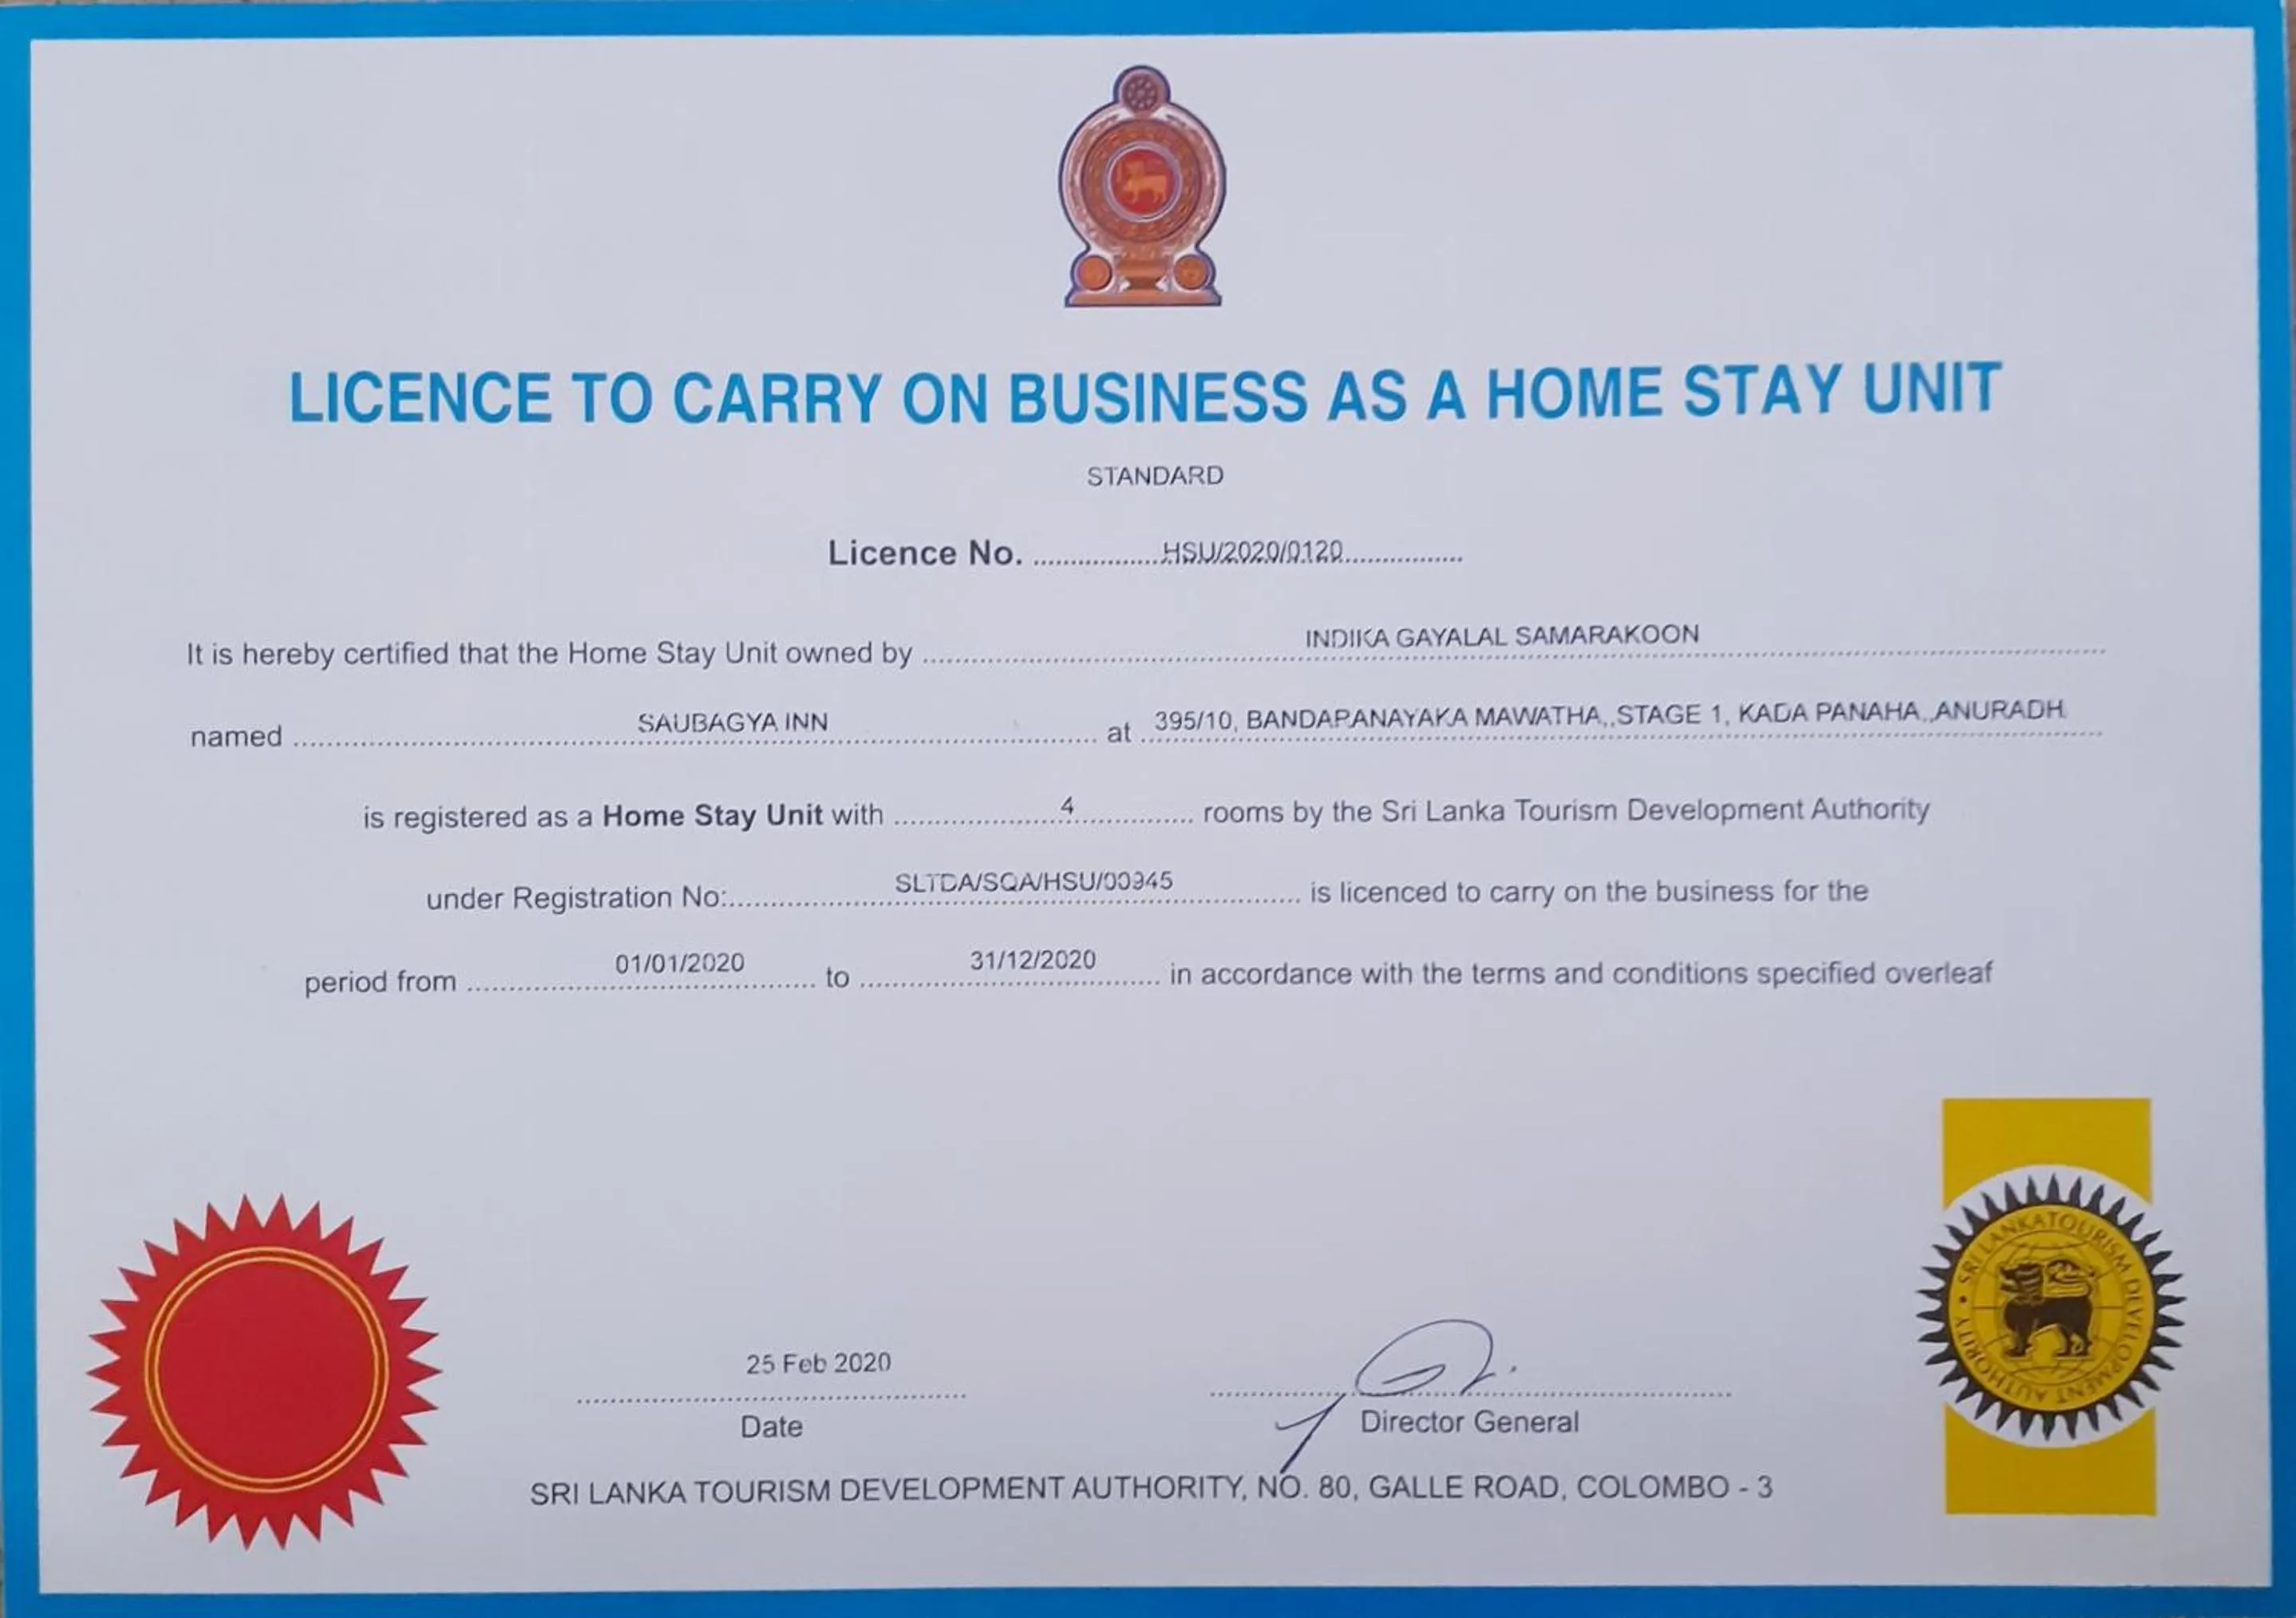 LICENCE TO CARRY ON BUSINESS AS A HOME STAY UNIT
STANDARD
Licence No. HSU/2020/0120
It is hereby certified that the Home Stay Unit owned by INDIKA GAYALAL SAMARAKOON
named SAUBAGYA INN at 395/10, BANDARANAYAKA MAWATHA,,STAGE 1, KADA PANAHA,,ANURADH
is registered as a Home Stay Unit with 4 rooms by the Sri Lanka Tourism Development Authority
under Registration No: SLTDA/SQA/HSU/00945 is licenced to carry on the business for the
period from 01/01/2020 to 31/12/2020 in accordance with the terms and conditions specified overleaf
25 Feb 2020
Date
Director General
SRI LANKA TOURISM DEVELOPMENT AUTHORITY, NO. 80, GALLE ROAD, COLOMBO - 3
SRI LANKA TOURISM DEVELOPMENT AUTHORITY